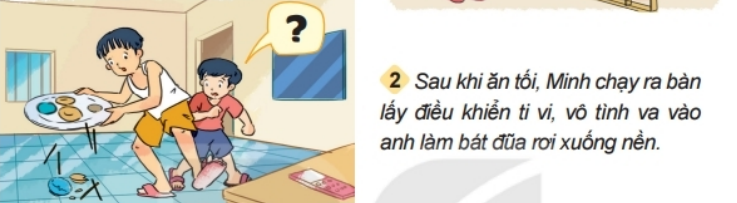 ?
2 Sau khi ăn tối, Minh chạy ra bàn
lấy điều khiển ti vi, vô tình va vào
anh làm bát đũa rơi xuống nền.